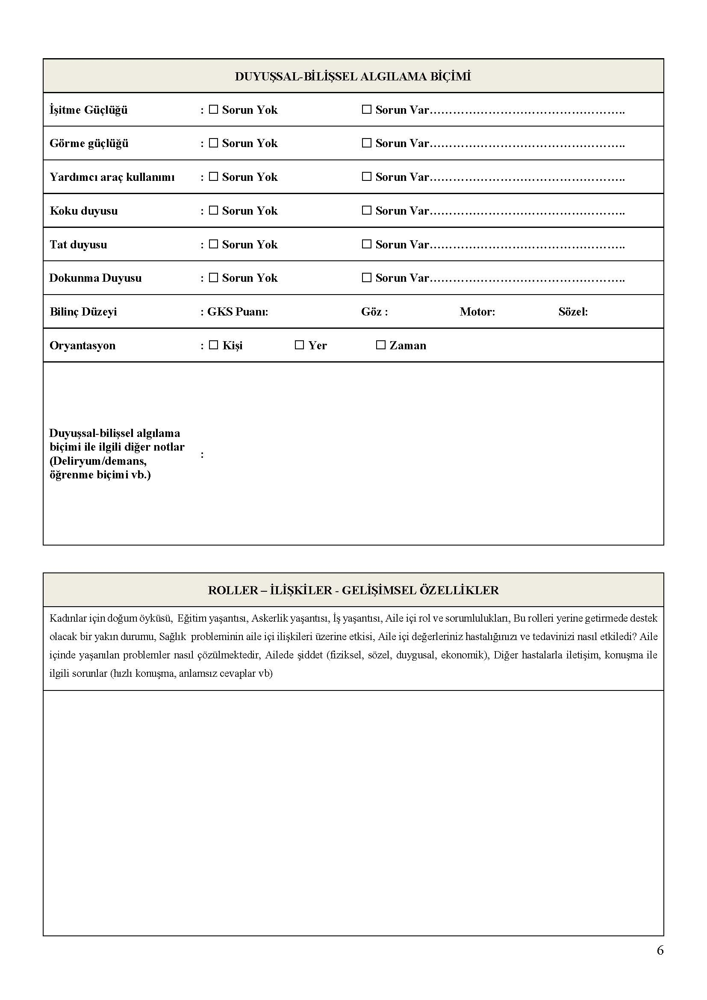 DUYUŞSAL-BİLİŞSEL ALGILAMA BİÇİMİ
İşitme Güçlüğü : ☐ Sorun Yok ☐ Sorun Var…………………………………………..
Görme güçlüğü : ☐ Sorun Yok ☐ Sorun Var…………………………………………..
Yardımcı araç kullanımı : ☐ Sorun Yok ☐ Sorun Var…………………………………………..
Koku duyusu : ☐ Sorun Yok ☐ Sorun Var…………………………………………..
Tat duyusu : ☐ Sorun Yok ☐ Sorun Var…………………………………………..
Dokunma Duyusu : ☐ Sorun Yok ☐ Sorun Var…………………………………………..
Bilinç Düzeyi : GKS Puanı: Göz : Motor: Sözel:
Oryantasyon : ☐ Kişi ☐ Yer ☐ Zaman
Duyuşsal-bilişsel algılama
biçimi ile ilgili diğer notlar
:
(Deliryum/demans,
öğrenme biçimi vb.)
ROLLER – İLİŞKİLER - GELİŞİMSEL ÖZELLİKLER
Kadınlar için doğum öyküsü, Eğitim yaşantısı, Askerlik yaşantısı, İş yaşantısı, Aile içi rol ve sorumlulukları, Bu rolleri yerine getirmede destek
olacak bir yakın durumu, Sağlık probleminin aile içi ilişkileri üzerine etkisi, Aile içi değerleriniz hastalığınızı ve tedavinizi nasıl etkiledi? Aile
içinde yaşanılan problemler nasıl çözülmektedir, Ailede şiddet (fiziksel, sözel, duygusal, ekonomik), Diğer hastalarla iletişim, konuşma ile
ilgili sorunlar (hızlı konuşma, anlamsız cevaplar vb)
6